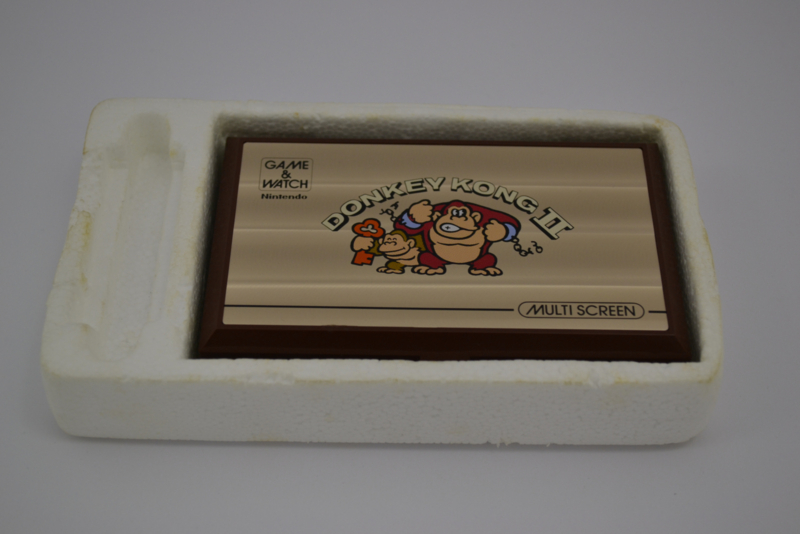 GAME
&
WATCH
Nintendo
DONKEY KONG II
MULTI SCREEN